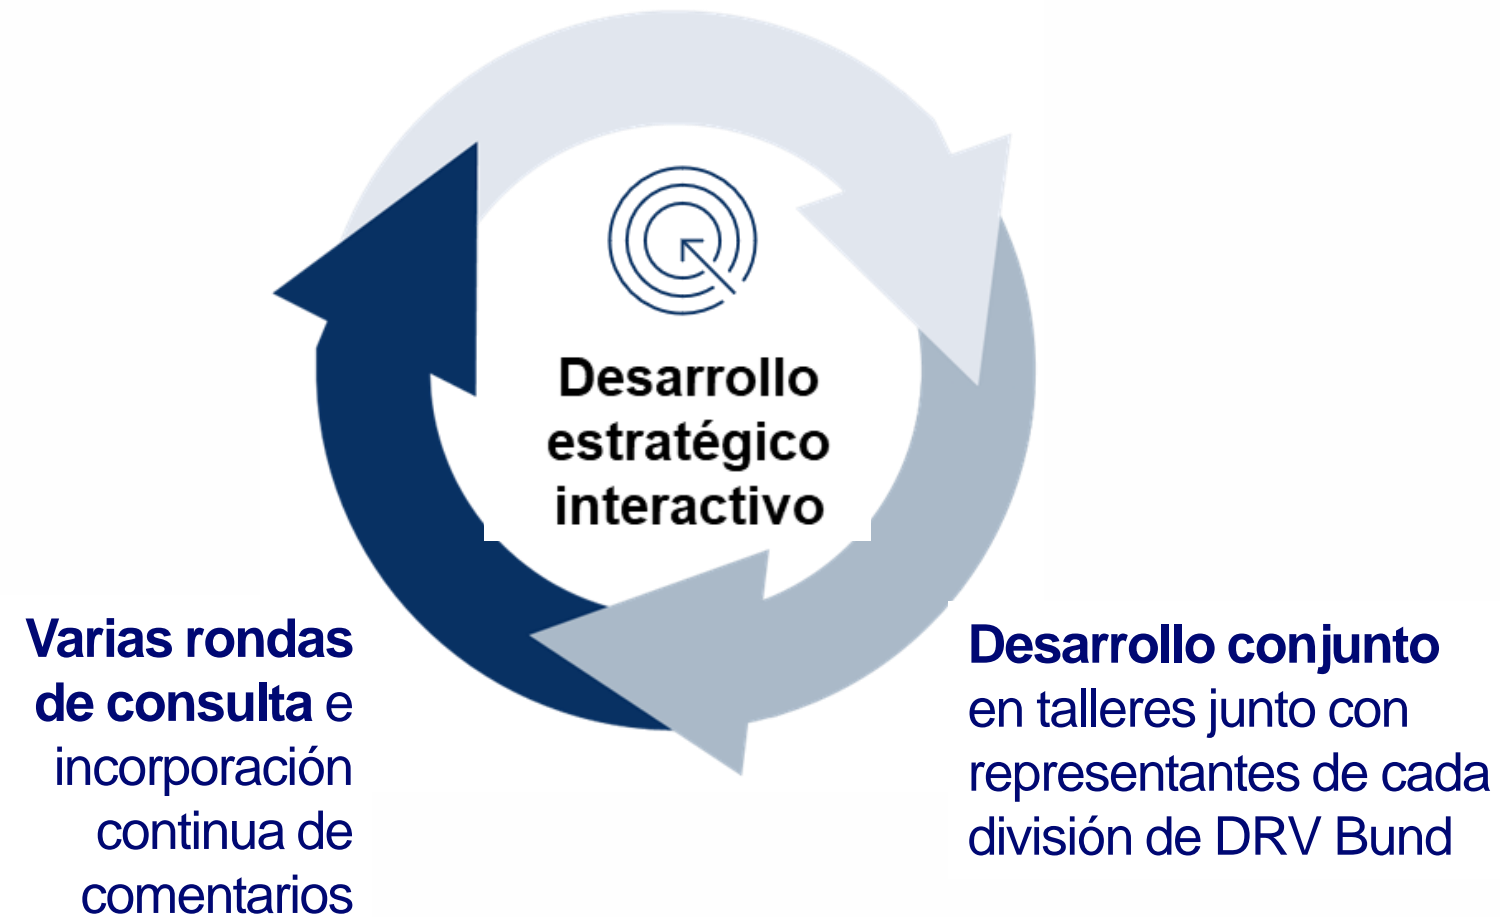 Desarrollo
estratégico
interactivo
Varias rondas
de consulta e
incorporación
continua de
comentarios
Desarrollo conjunto
en talleres junto con
representantes de cada
división de DRV Bund